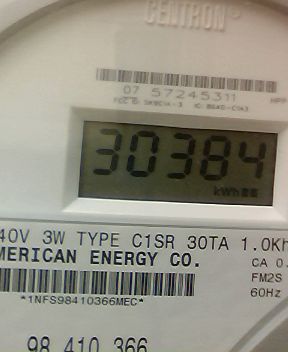 CENTRON®
07 57245311
30384
kWh
40V 3W TYPE C1SR 30TA 1.0Kh
MERICAN ENERGY CO.
CA 0.
FM2S
60Hz
*1NFS98410366MEC*
98 410 366